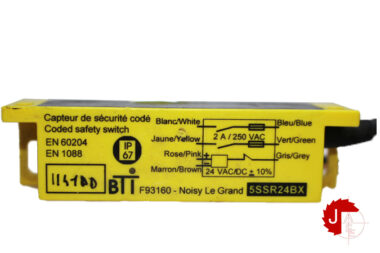 Capteur de sécurité codé
Coded safety switch
EN 60204
EN 1088
IP
67
BTI
F93160 - Noisy Le Grand
5SSR24BX
Blanc/White
Bleu/Blue
2 A / 250 VAC
Jaune/Yellow
Vert/Green
Rose/Pink
+
Gris/Grey
-
Marron/Brown
24 VAC/DC ± 10%
J